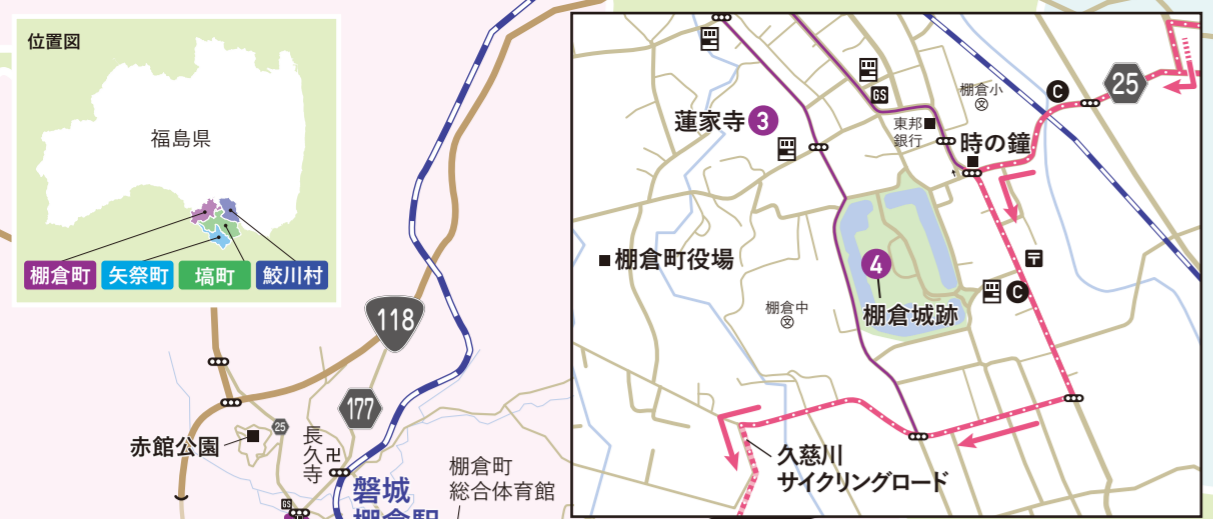 位置図
福島県
棚倉町
矢祭町
塙町
鮫川村
118
177
25
赤館公園
長久寺
卍
GS
磐城
棚倉駅
棚倉町
総合体育館
蓮家寺
3
GS
棚倉小
文
東邦
銀行
時の鐘
C
25
棚倉町役場
4
棚倉城跡
棚倉中
文
〒
C
久慈川
サイクリングロード